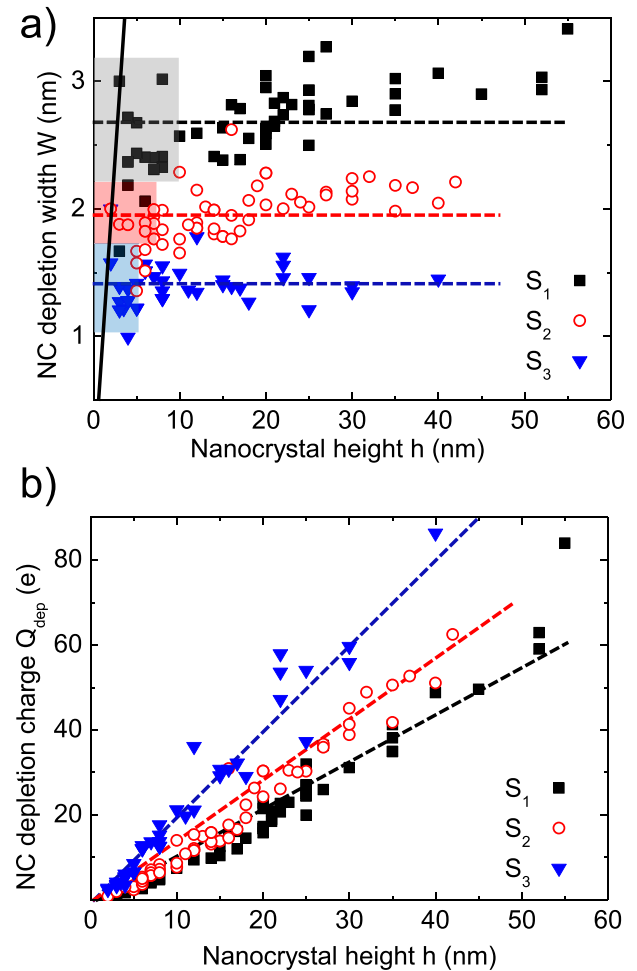 a)
NC depletion width W (nm)
3
2
1
S₁
S₂
S₃
0 10 20 30 40 50 60
Nanocrystal height h (nm)
b)
NC depletion charge Q_dep (e)
80
60
40
20
S₁
S₂
S₃
0 10 20 30 40 50 60
Nanocrystal height h (nm)